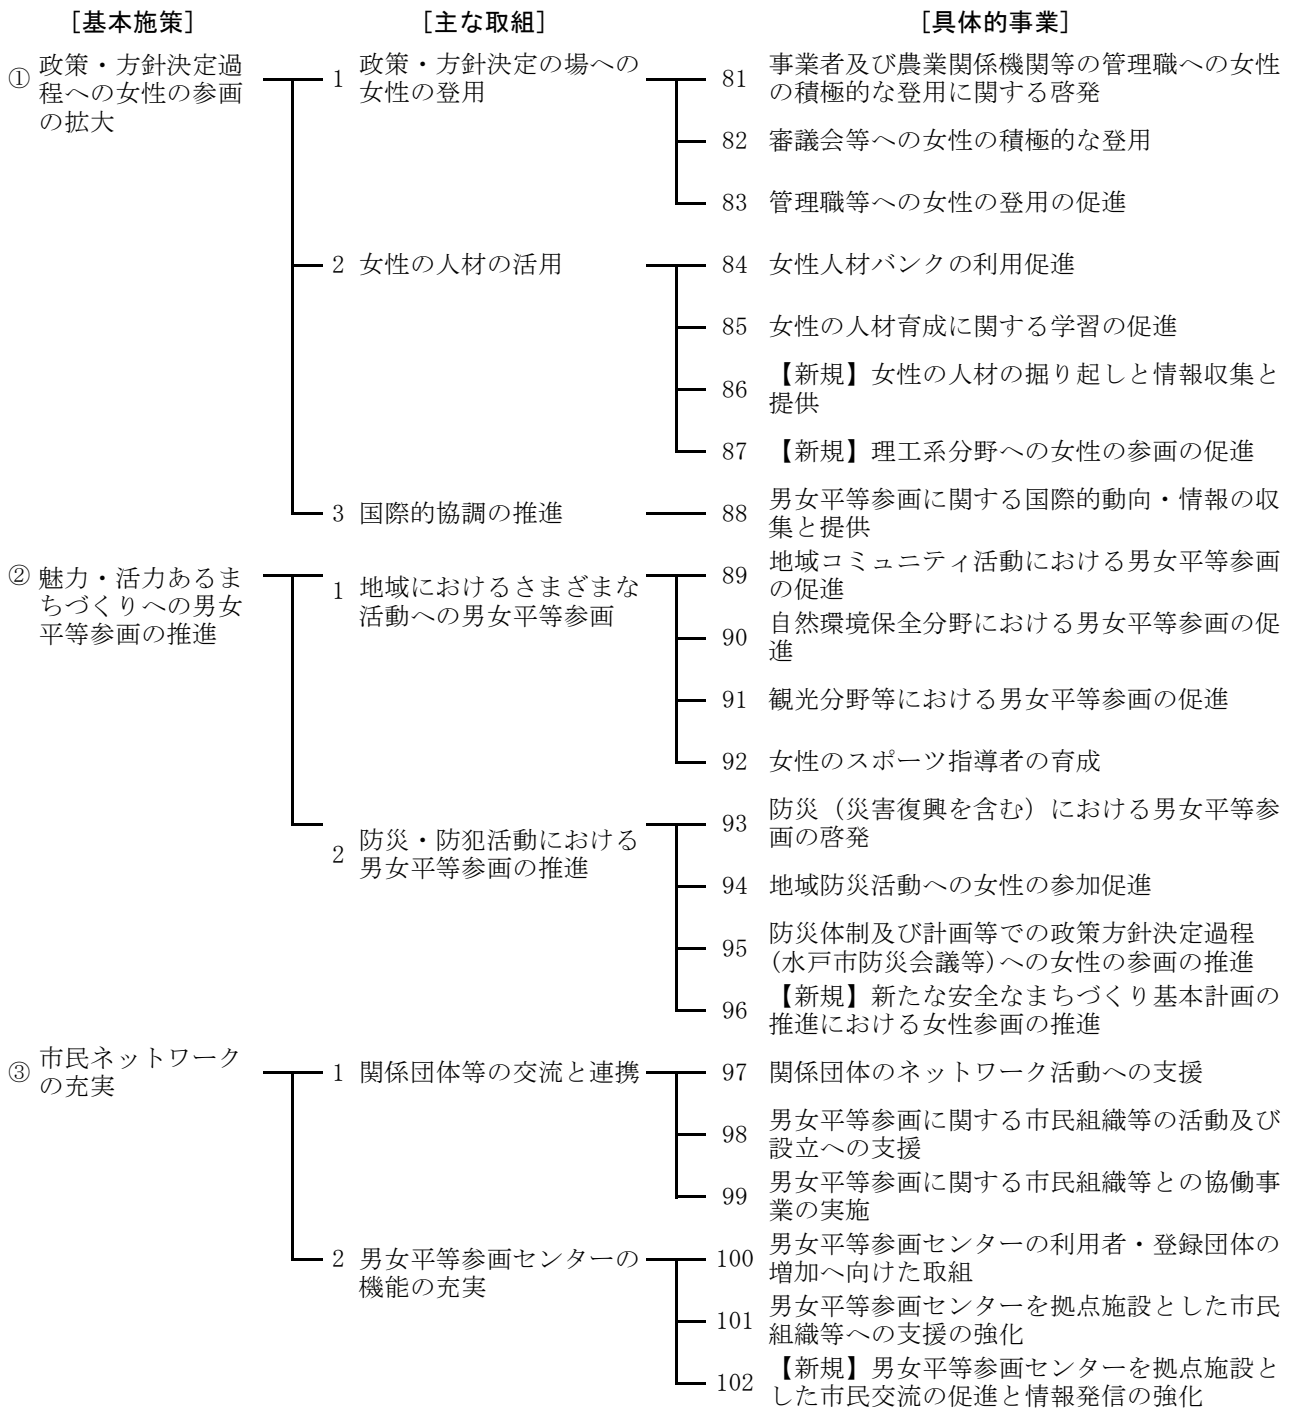 ［基本施策］ ［主な取組］ ［具体的事業］
① 政策・方針決定過
程への女性の参画
の拡大
1 政策・方針決定の場への
女性の登用
81 事業者及び農業関係機関等の管理職への女性
の積極的な登用に関する啓発
82 審議会等への女性の積極的な登用
83 管理職等への女性の登用の促進
2 女性の人材の活用
84 女性人材バンクの利用促進
85 女性の人材育成に関する学習の促進
86 【新規】女性の人材の掘り起しと情報収集と
提供
87 【新規】理工系分野への女性の参画の促進
3 国際的協調の推進
88 男女平等参画に関する国際的動向・情報の収
集と提供
② 魅力・活力あるま
ちづくりへの男女
平等参画の推進
1 地域におけるさまざまな
活動への男女平等参画
89 地域コミュニティ活動における男女平等参画
の促進
90 自然環境保全分野における男女平等参画の促
進
91 観光分野等における男女平等参画の促進
92 女性のスポーツ指導者の育成
2 防災・防犯活動における
男女平等参画の推進
93 防災（災害復興を含む）における男女平等参
画の啓発
94 地域防災活動への女性の参加促進
95 防災体制及び計画等での政策方針決定過程
(水戸市防災会議等)への女性の参画の推進
96 【新規】新たな安全なまちづくり基本計画の
推進における女性参画の推進
③ 市民ネットワーク
の充実
1 関係団体等の交流と連携
97 関係団体のネットワーク活動への支援
98 男女平等参画に関する市民組織等の活動及び
設立への支援
99 男女平等参画に関する市民組織等との協働事
業の実施
2 男女平等参画センターの
機能の充実
100 男女平等参画センターの利用者・登録団体の
増加へ向けた取組
101 男女平等参画センターを拠点施設とした市民
組織等への支援の強化
102 【新規】男女平等参画センターを拠点施設と
した市民交流の促進と情報発信の強化